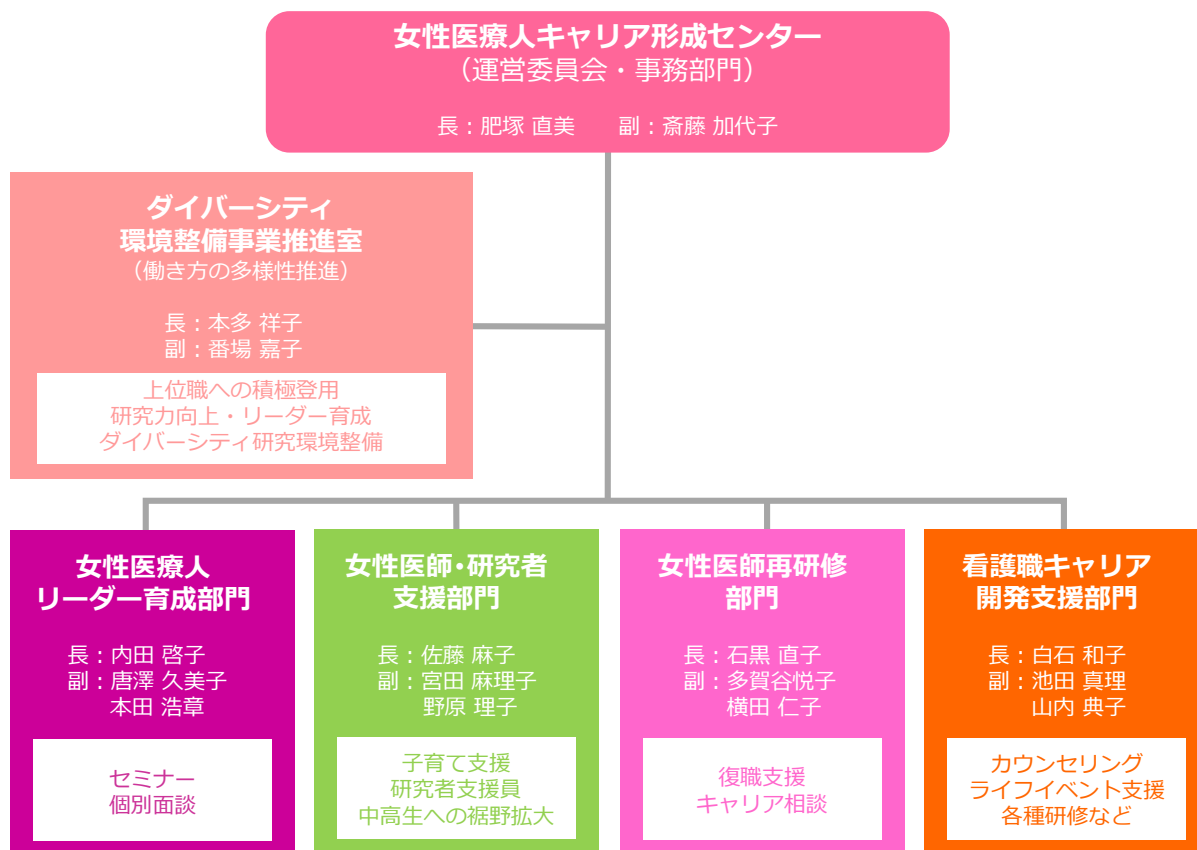 女性医療人キャリア形成センター
（運営委員会・事務部門）
長：肥塚 直美　　副：斎藤 加代子
ダイバーシティ
環境整備事業推進室
（働き方の多様性推進）
長：本多 祥子
副：番場 嘉子
上位職への積極登用
研究力向上・リーダー育成
ダイバーシティ研究環境整備
女性医療人
リーダー育成部門
長：内田 啓子
副：唐澤 久美子
本田 浩章
セミナー
個別面談
女性医師・研究者
支援部門
長：佐藤 麻子
副：宮田 麻理子
野原 理子
子育て支援
研究者支援員
中高生への裾野拡大
女性医師再研修
部門
長：石黒 直子
副：多賀谷悦子
横田 仁子
復職支援
キャリア相談
看護職キャリア
開発支援部門
長：白石 和子
副：池田 真理
山内 典子
カウンセリング
ライフイベント支援
各種研修など